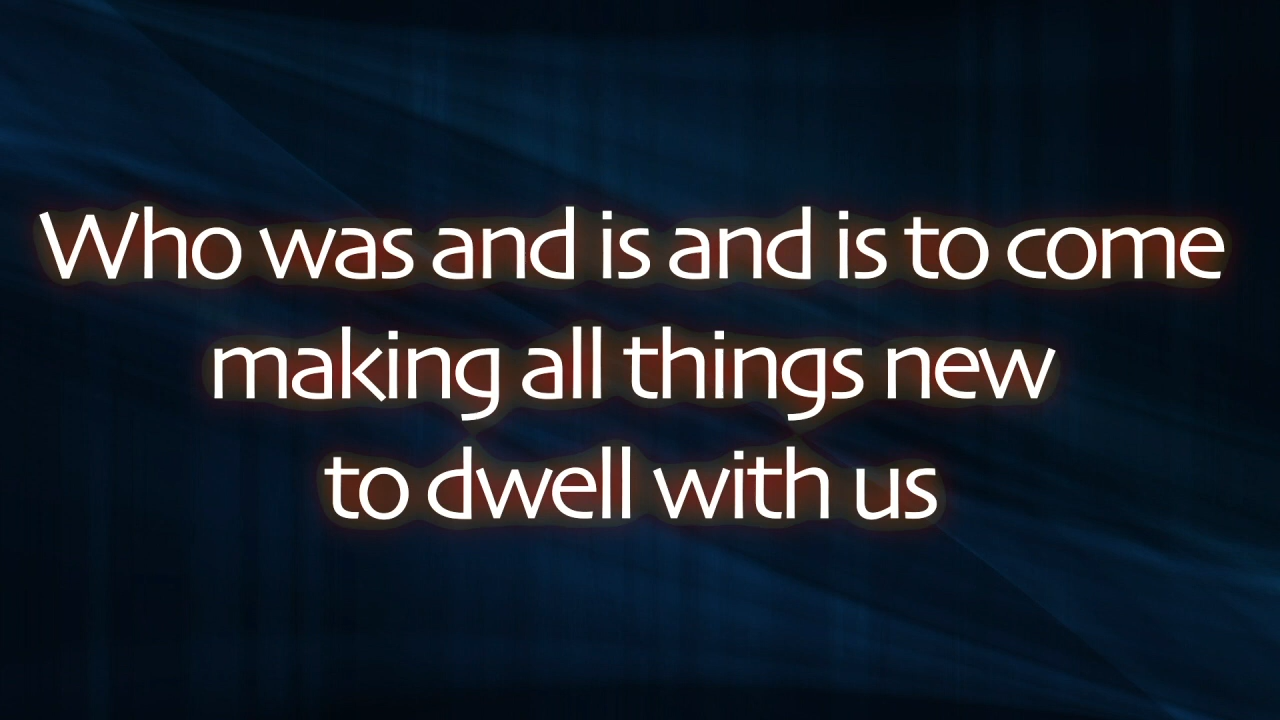 Who was and is and is to come
making all things new
to dwell with us